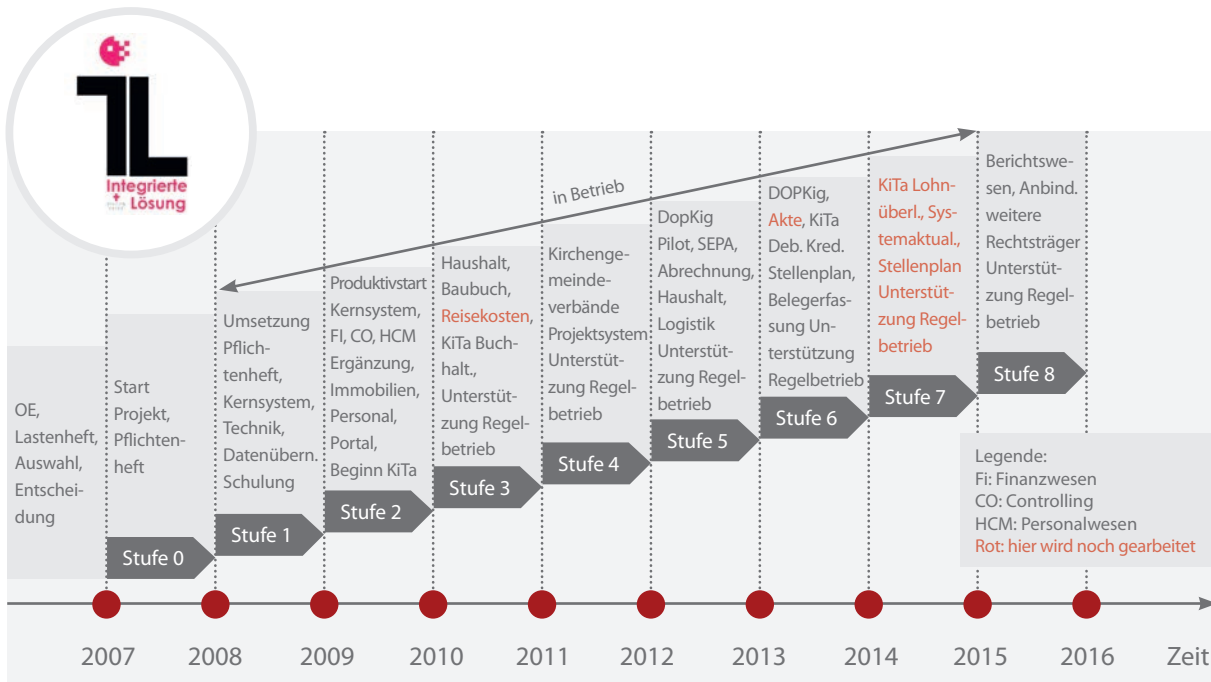 Integrierte
Lösung
in Betrieb
OE,
Lastenheft,
Auswahl,
Entschei-
dung
Start
Projekt,
Pflichten-
heft
Stufe 0
Umsetzung
Pflich-
tenheft,
Kernsystem,
Technik,
Datenübern.
Schulung
Stufe 1
Produktivstart
Kernsystem,
FI, CO, HCM
Ergänzung,
Immobilien,
Personal,
Portal,
Beginn KiTa
Stufe 2
Haushalt,
Baubuch,
Reisekosten,
KiTa Buch-
halt.,
Unterstüt-
zung Regel-
betrieb
Stufe 3
Kirchenge-
meinde-
verbände
Projektsystem
Unterstüt-
zung Regel-
betrieb
Stufe 4
DopKig
Pilot, SEPA,
Abrechnung,
Haushalt,
Logistik
Unterstüt-
zung Regel-
betrieb
Stufe 5
DOPKig,
Akte, KiTa
Deb. Kred.
Stellenplan,
Belegerfas-
sung Un-
terstützung
Regelbetrieb
Stufe 6
KiTa Lohn-
überl., Sys-
temaktual.,
Stellenplan
Unterstüt-
zung Regel-
betrieb
Stufe 7
Berichtswe-
sen, Anbind.
weitere
Rechtsträger
Unterstüt-
zung Regel-
betrieb
Stufe 8
Legende:
Fi: Finanzwesen
CO: Controlling
HCM: Personalwesen
Rot: hier wird noch gearbeitet
2007 2008 2009 2010 2011 2012 2013 2014 2015 2016 Zeit